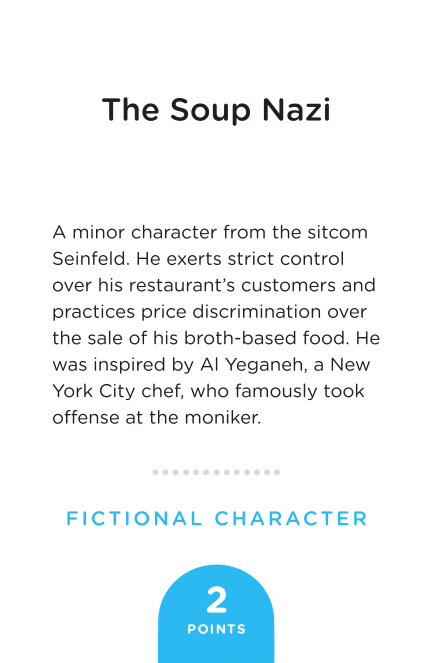 The Soup Nazi
A minor character from the sitcom
Seinfeld. He exerts strict control
over his restaurant’s customers and
practices price discrimination over
the sale of his broth-based food. He
was inspired by Al Yeganeh, a New
York City chef, who famously took
offense at the moniker.
FICTIONAL CHARACTER
2
POINTS